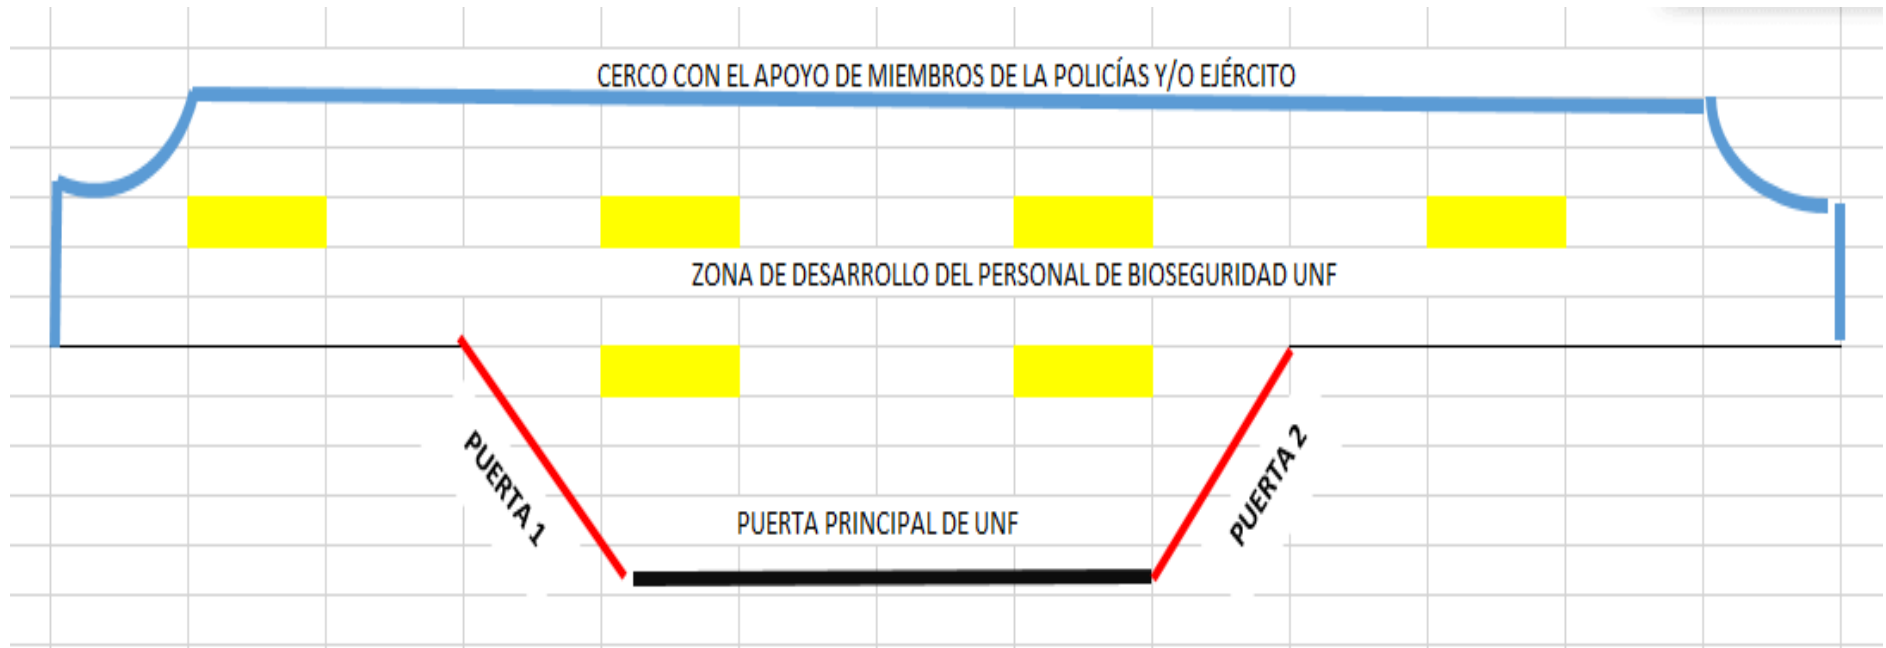 CERCO CON EL APOYO DE MIEMBROS DE LA POLICÍAS Y/O EJÉRCITO
ZONA DE DESARROLLO DEL PERSONAL DE BIOSEGURIDAD UNF
PUERTA 1
PUERTA 2
PUERTA PRINCIPAL DE UNF